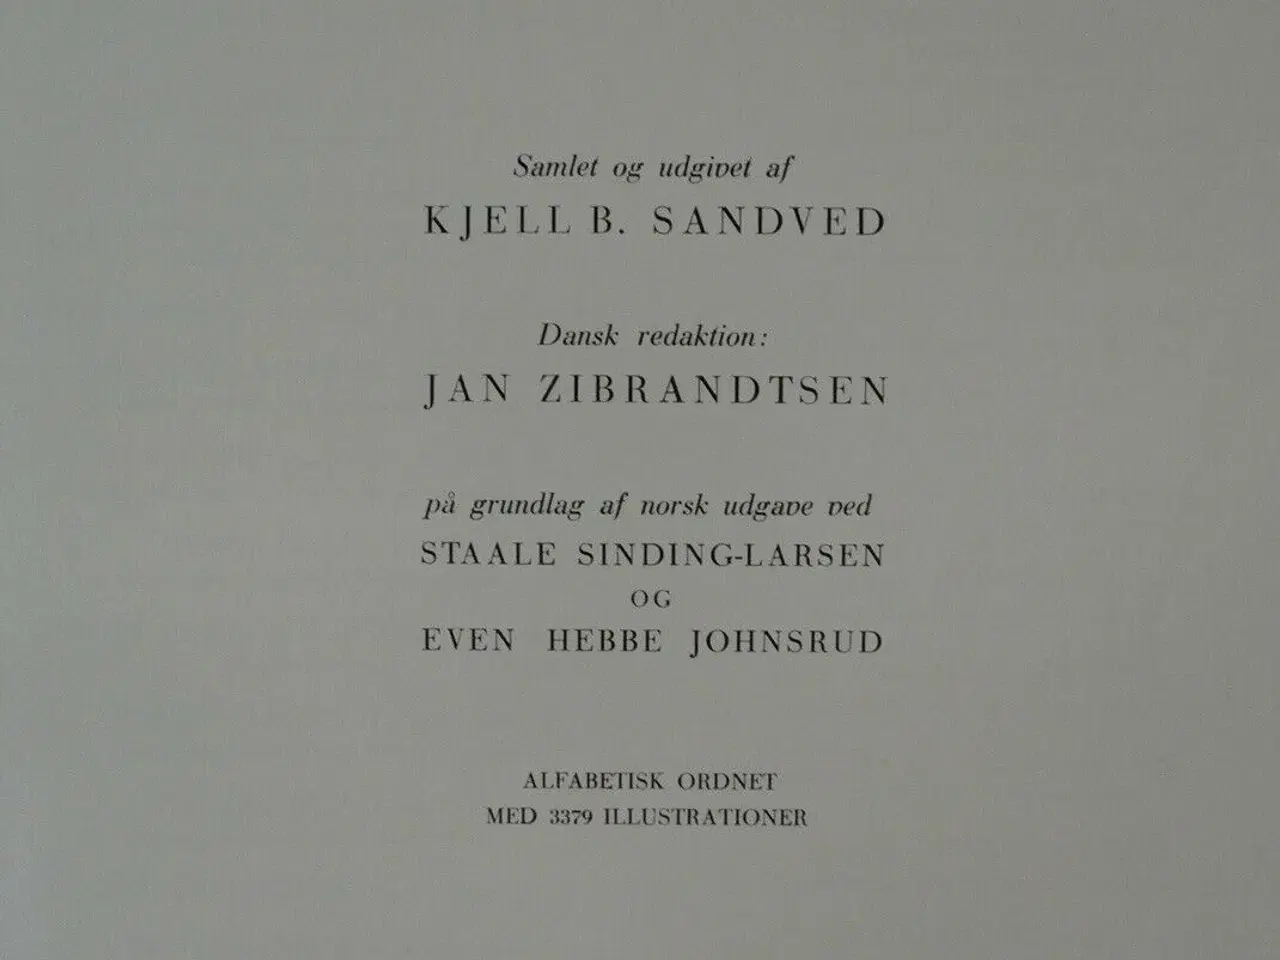 Samlet og udgivet af
KJELL B. SANDVED
Dansk redaktion:
JAN ZIBRANDTSEN
på grundlag af norsk udgave ved
STAALE SINDING-LARSEN
OG
EVEN HEBBE JOHNSRUD
ALFABETISK ORDNET
MED 3379 ILLUSTRATIONER